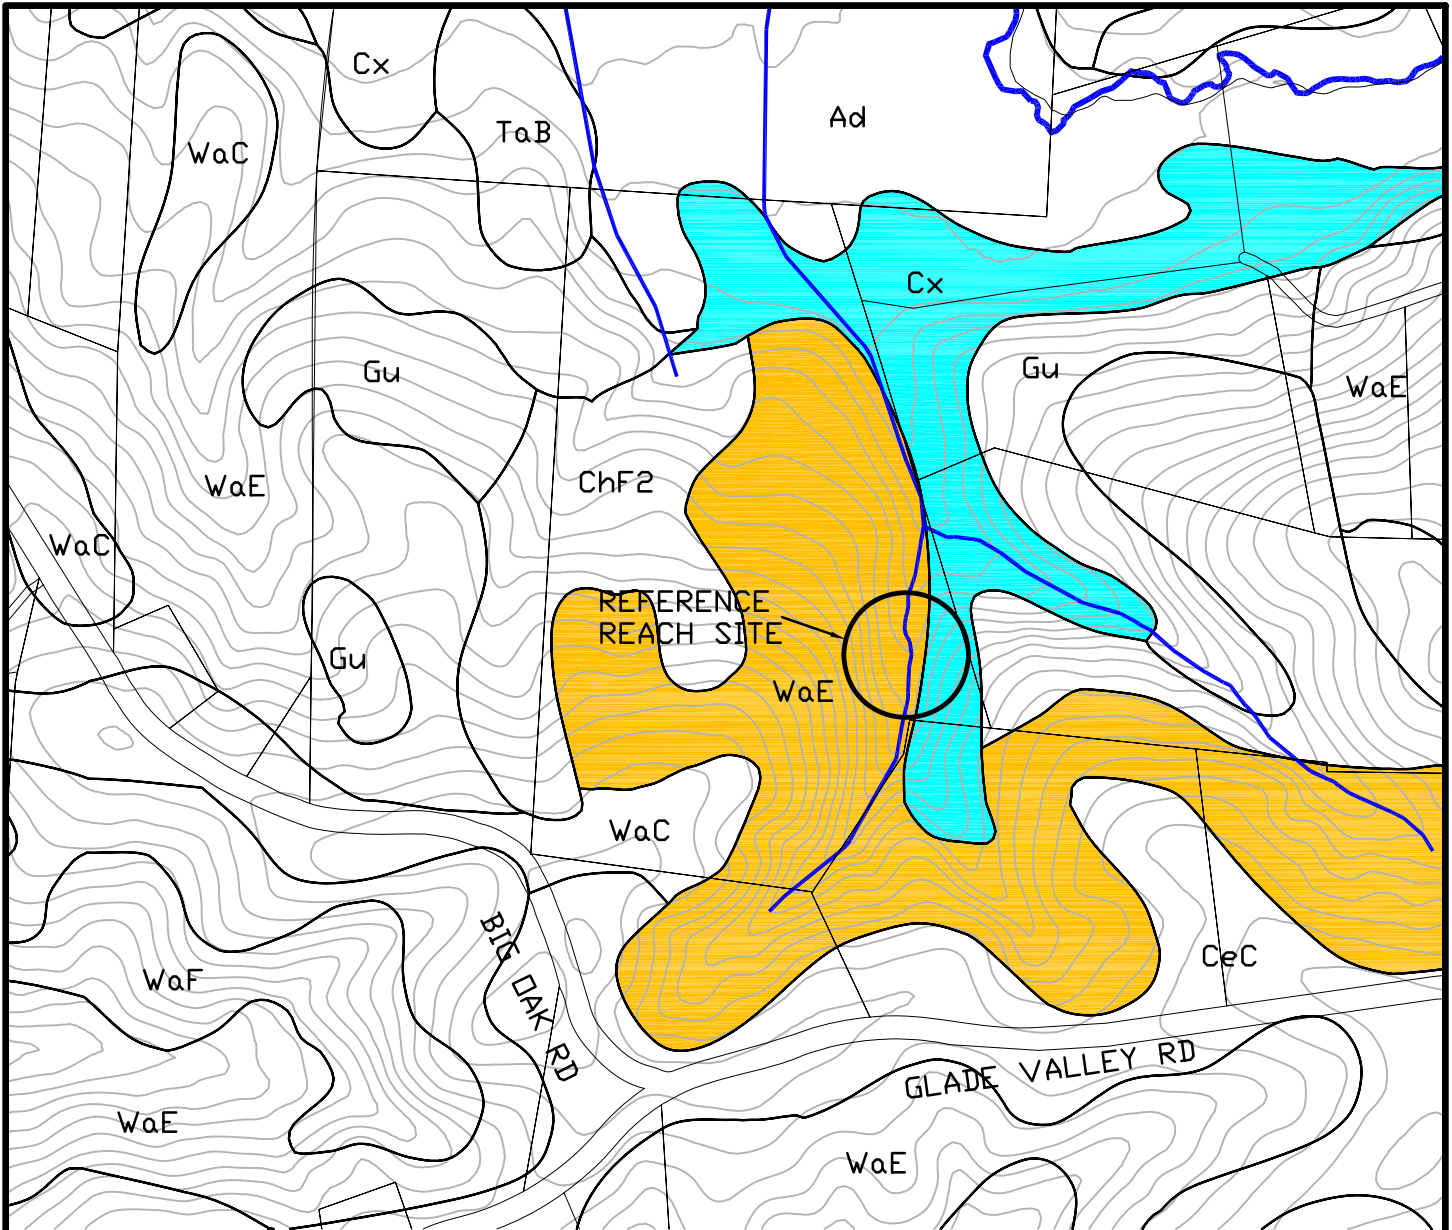 Cx
Ad
TaB
WaC
Cx
Gu
Gu
WaE
ChF2
WaE
WaC
REFERENCE
REACH SITE
Gu
WaE
WaC
CeC
WaF
BIG OAK RD
GLADE VALLEY RD
WaE
WaE